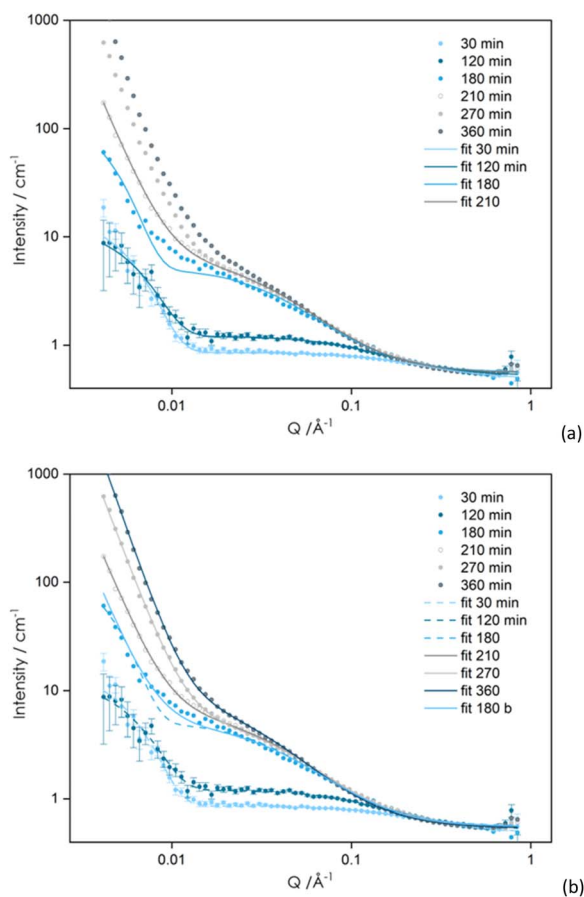 1000
100
10
1
Intensity / cm⁻¹
0.01
0.1
1
Q /Å⁻¹
30 min
120 min
180 min
210 min
270 min
360 min
fit 30 min
fit 120 min
fit 180
fit 210
(a)
1000
100
10
1
Intensity / cm⁻¹
0.01
0.1
1
Q /Å⁻¹
30 min
120 min
180 min
210 min
270 min
360 min
fit 30 min
fit 120 min
fit 180
fit 210
fit 270
fit 360
fit 180 b
(b)